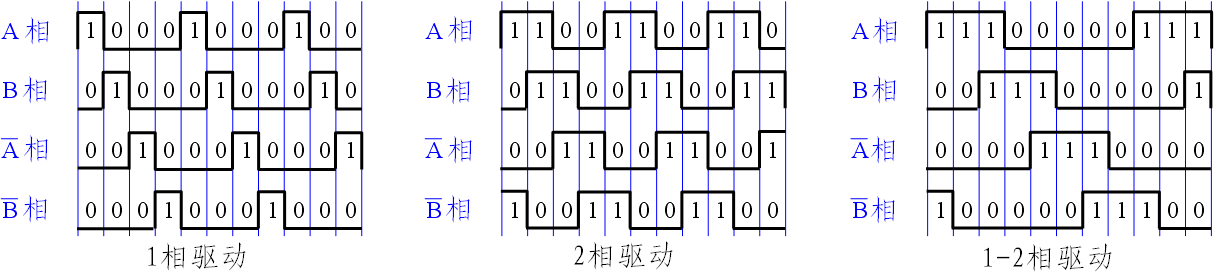 A相 1 0 0 0 1 0 0 0 1 0 0
B相 0 1 0 0 0 1 0 0 0 1 0
A̅相 0 0 1 0 0 0 1 0 0 0 1
B̅相 0 0 0 1 0 0 0 1 0 0 0
1相驱动
A相 1 1 0 0 1 1 0 0 1 1 0
B相 0 1 1 0 0 1 1 0 0 1 1
A̅相 0 0 1 1 0 0 1 1 0 0 1
B̅相 1 0 0 1 1 0 0 1 1 0 0
2相驱动
A相 1 1 1 0 0 0 0 0 1 1 1
B相 0 0 1 1 1 0 0 0 0 0 1
A̅相 0 0 0 0 1 1 1 0 0 0 0
B̅相 1 0 0 0 0 0 1 1 1 0 0
1-2相驱动